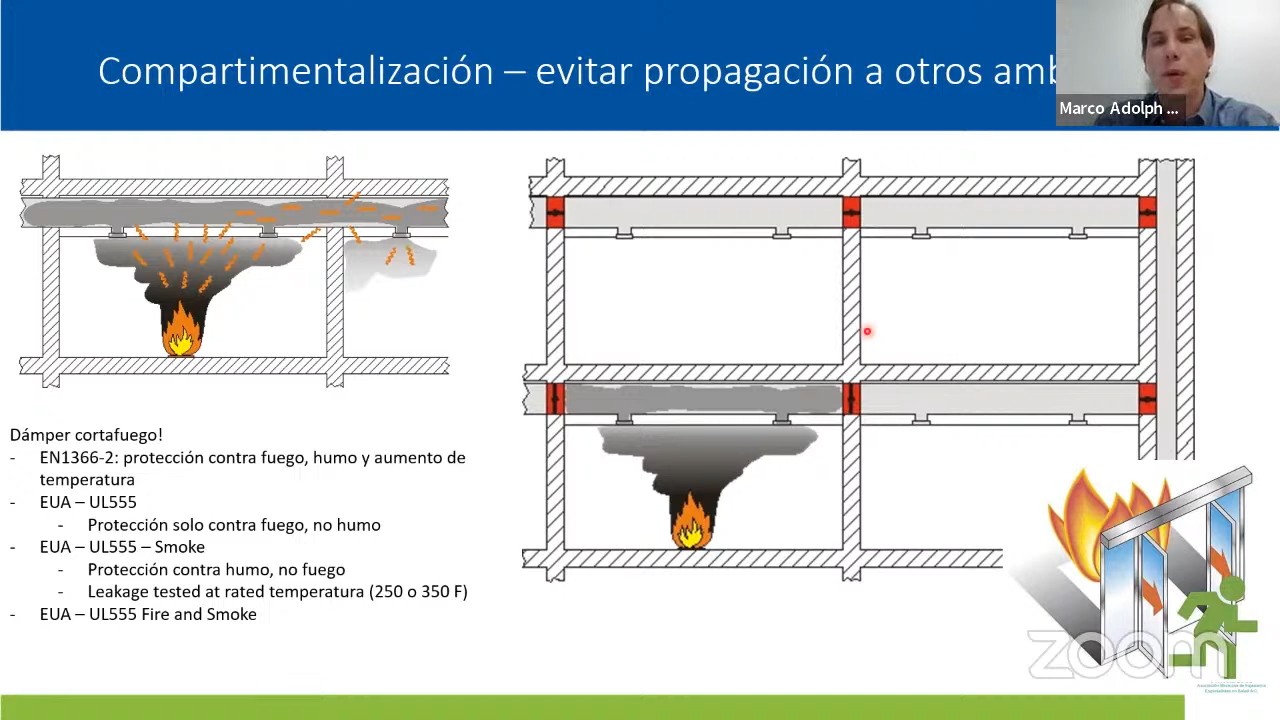 Compartimentalización – evitar propagación a otros amb
Marco Adolph ...
Dámper cortafuego!
- EN1366-2: protección contra fuego, humo y aumento de
temperatura
- EUA – UL555
- Protección solo contra fuego, no humo
- EUA – UL555 – Smoke
- Protección contra humo, no fuego
- Leakage tested at rated temperatura (250 o 350 F)
- EUA – UL555 Fire and Smoke
zoom